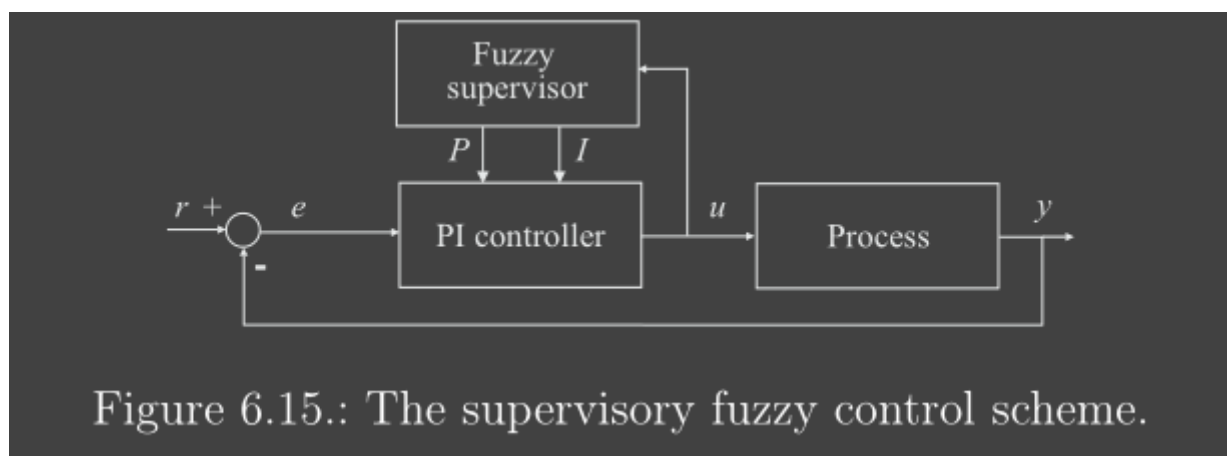 Fuzzy
supervisor
P
I
r +
e
PI controller
u
Process
y
-
Figure 6.15.: The supervisory fuzzy control scheme.